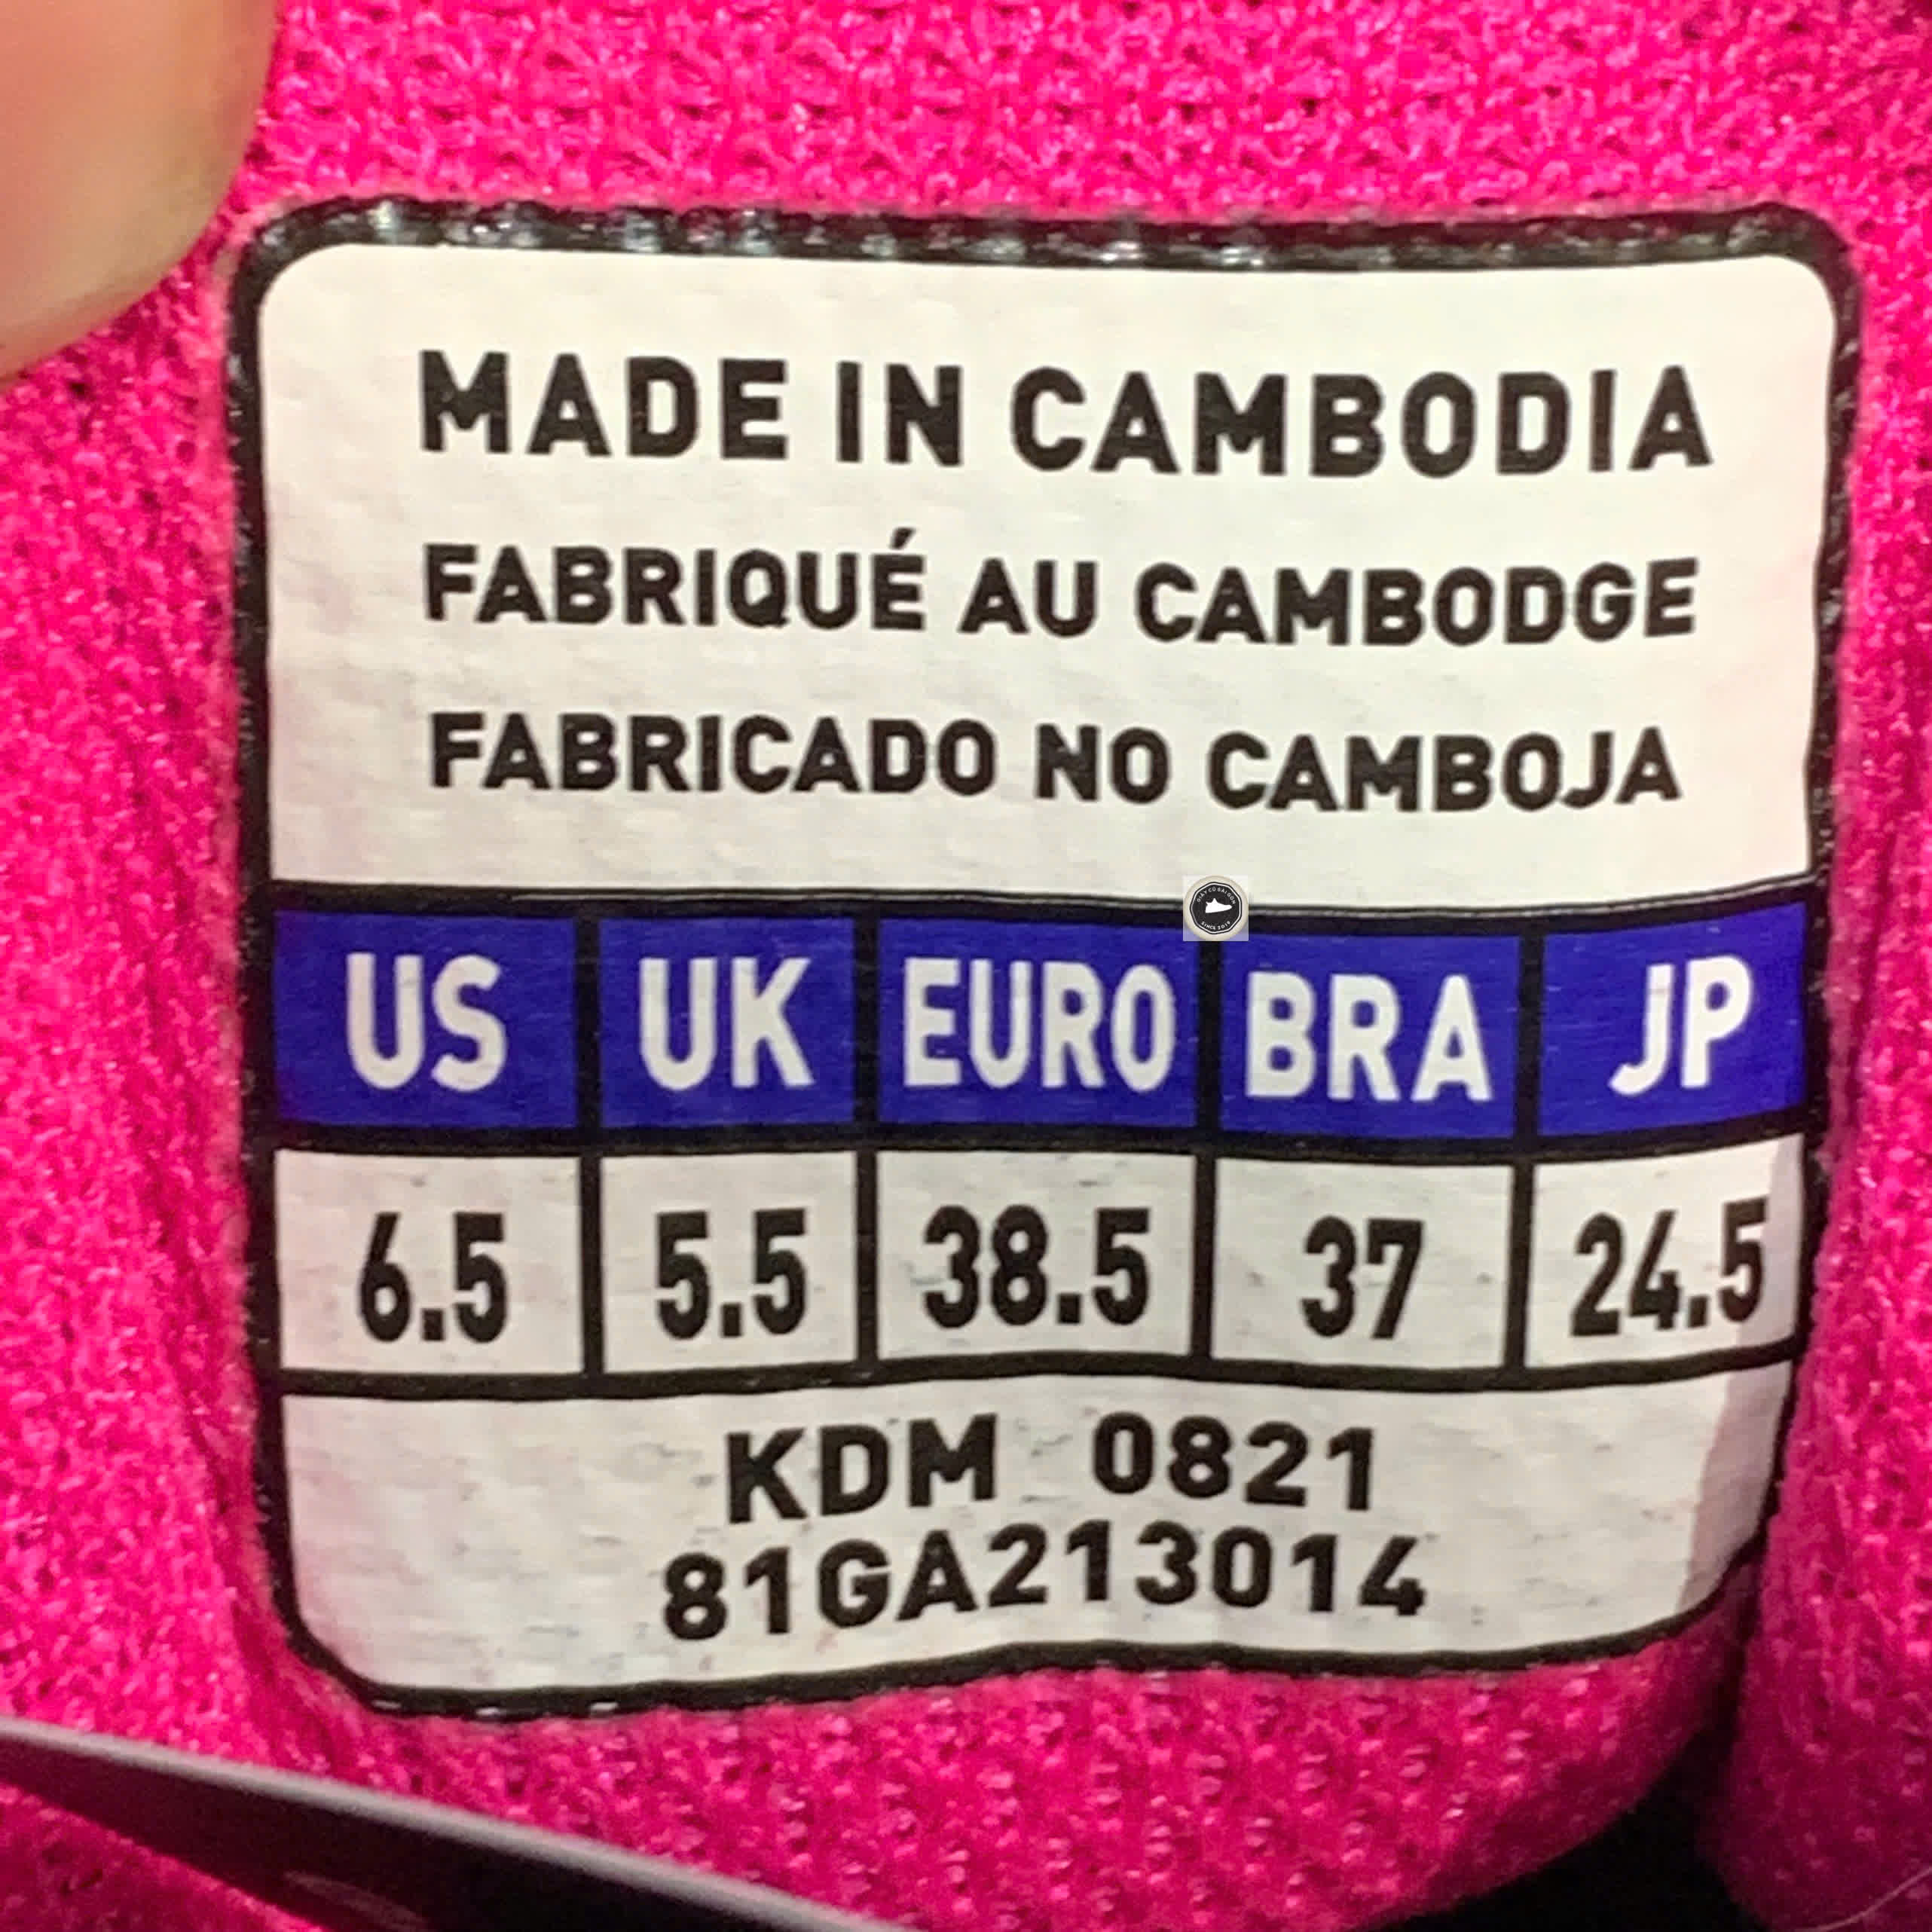 MADE IN CAMBODIA
FABRIQUÉ AU CAMBODGE
FABRICADO NO CAMBOJA
US UK EURO BRA JP
6.5 5.5 38.5 37 24.5
KDM 0821
81GA213014